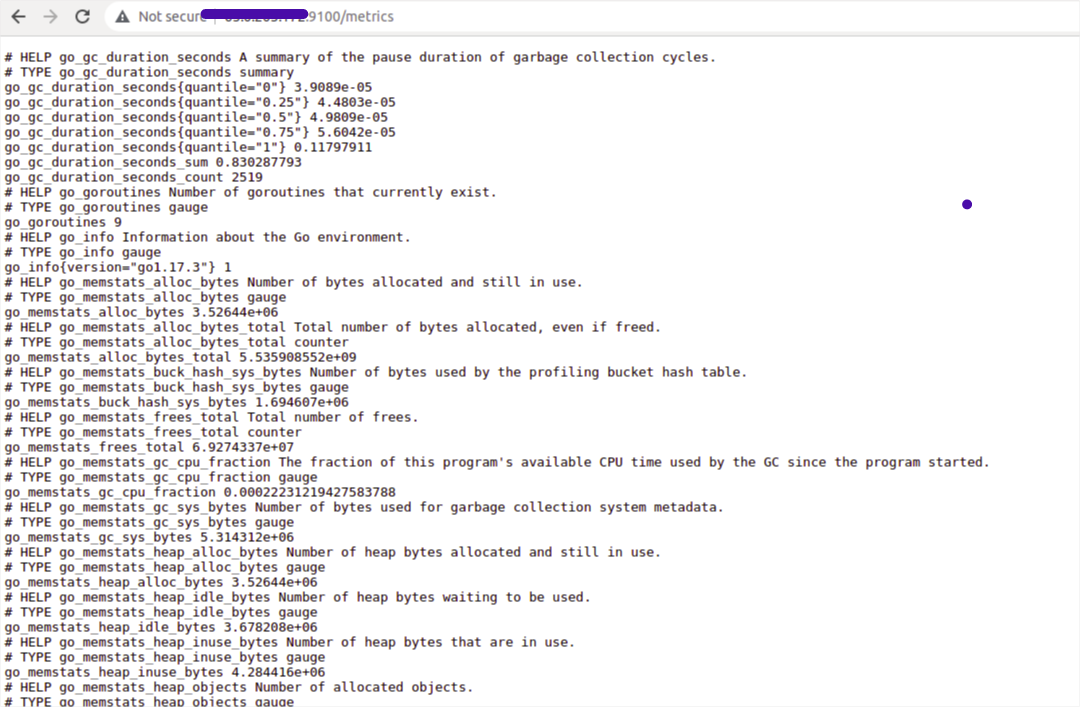 Not secure 9100/metrics
# HELP go_gc_duration_seconds A summary of the pause duration of garbage collection cycles.
# TYPE go_gc_duration_seconds summary
go_gc_duration_seconds{quantile="0"} 3.9089e-05
go_gc_duration_seconds{quantile="0.25"} 4.4803e-05
go_gc_duration_seconds{quantile="0.5"} 4.9809e-05
go_gc_duration_seconds{quantile="0.75"} 5.6042e-05
go_gc_duration_seconds{quantile="1"} 0.11797911
go_gc_duration_seconds_sum 0.830287793
go_gc_duration_seconds_count 2519
# HELP go_goroutines Number of goroutines that currently exist.
# TYPE go_goroutines gauge
go_goroutines 9
# HELP go_info Information about the Go environment.
# TYPE go_info gauge
go_info{version="go1.17.3"} 1
# HELP go_memstats_alloc_bytes Number of bytes allocated and still in use.
# TYPE go_memstats_alloc_bytes gauge
go_memstats_alloc_bytes 3.52644e+06
# HELP go_memstats_alloc_bytes_total Total number of bytes allocated, even if freed.
# TYPE go_memstats_alloc_bytes_total counter
go_memstats_alloc_bytes_total 5.535908552e+09
# HELP go_memstats_buck_hash_sys_bytes Number of bytes used by the profiling bucket hash table.
# TYPE go_memstats_buck_hash_sys_bytes gauge
go_memstats_buck_hash_sys_bytes 1.694607e+06
# HELP go_memstats_frees_total Total number of frees.
# TYPE go_memstats_frees_total counter
go_memstats_frees_total 6.9274337e+07
# HELP go_memstats_gc_cpu_fraction The fraction of this program's available CPU time used by the GC since the program started.
# TYPE go_memstats_gc_cpu_fraction gauge
go_memstats_gc_cpu_fraction 0.00022231219427583788
# HELP go_memstats_gc_sys_bytes Number of bytes used for garbage collection system metadata.
# TYPE go_memstats_gc_sys_bytes gauge
go_memstats_gc_sys_bytes 5.314312e+06
# HELP go_memstats_heap_alloc_bytes Number of heap bytes allocated and still in use.
# TYPE go_memstats_heap_alloc_bytes gauge
go_memstats_heap_alloc_bytes 3.52644e+06
# HELP go_memstats_heap_idle_bytes Number of heap bytes waiting to be used.
# TYPE go_memstats_heap_idle_bytes gauge
go_memstats_heap_idle_bytes 3.678208e+06
# HELP go_memstats_heap_inuse_bytes Number of heap bytes that are in use.
# TYPE go_memstats_heap_inuse_bytes gauge
go_memstats_heap_inuse_bytes 4.284416e+06
# HELP go_memstats_heap_objects Number of allocated objects.
# TYPE go_memstats_heap_objects gauge